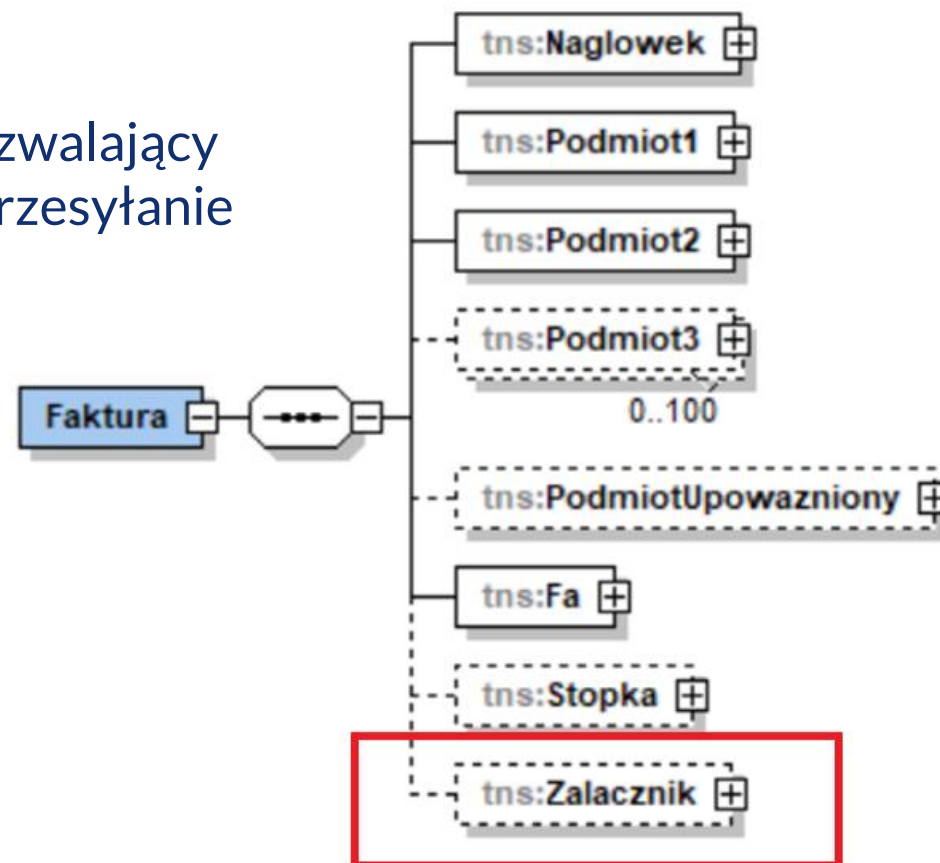 zwalający
rzesyłanie
Faktura
tns:Naglowek
tns:Podmiot1
tns:Podmiot2
tns:Podmiot3
0..100
tns:PodmiotUpowazniony
tns:Fa
tns:Stopka
tns:Zalacznik